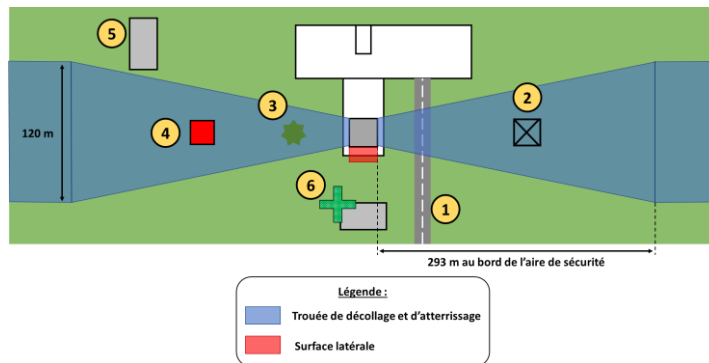 5
2
3
4
120 m
6
1
293 m au bord de l'aire de sécurité
Légende :
Trouée de décollage et d'atterrissage
Surface latérale